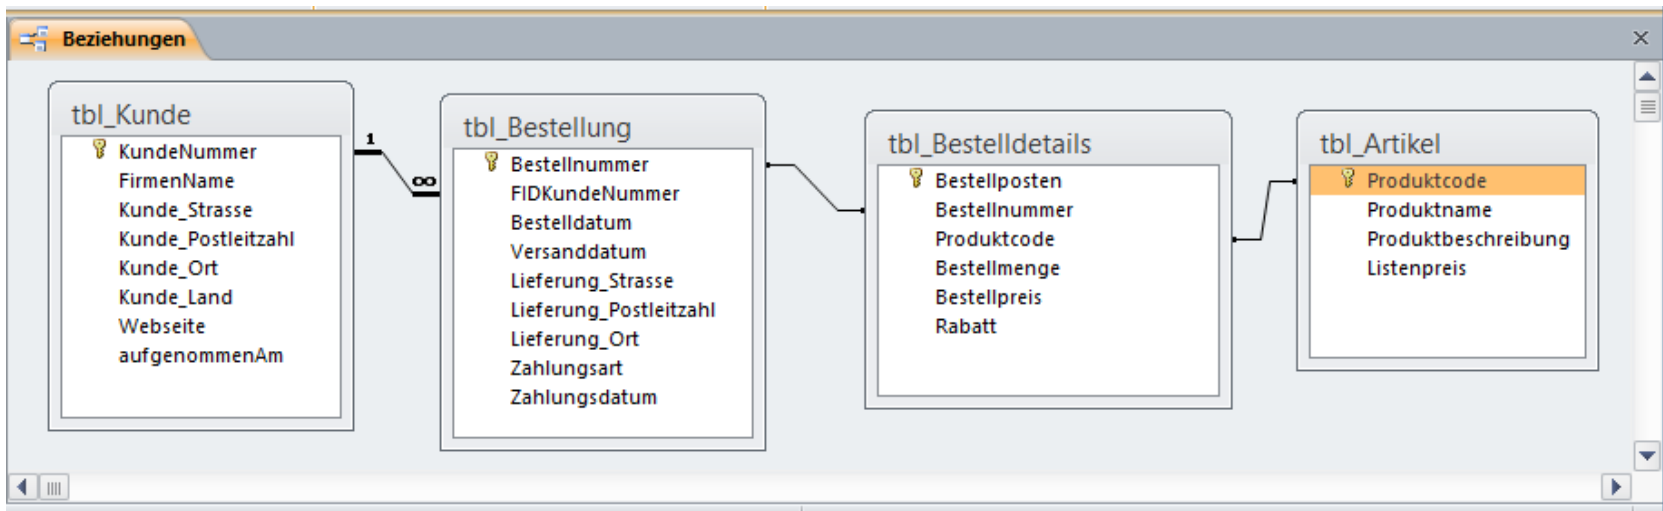 Beziehungen
tbl_Kunde
KundeNummer
FirmenName
Kunde_Strasse
Kunde_Postleitzahl
Kunde_Ort
Kunde_Land
Webseite
aufgenommenAm
1
∞
tbl_Bestellung
Bestellnummer
FIDKundeNummer
Bestelldatum
Versanddatum
Lieferung_Strasse
Lieferung_Postleitzahl
Lieferung_Ort
Zahlungsart
Zahlungsdatum
tbl_Bestelldetails
Bestellposten
Bestellnummer
Produktcode
Bestellmenge
Bestellpreis
Rabatt
tbl_Artikel
Produktcode
Produktname
Produktbeschreibung
Listenpreis